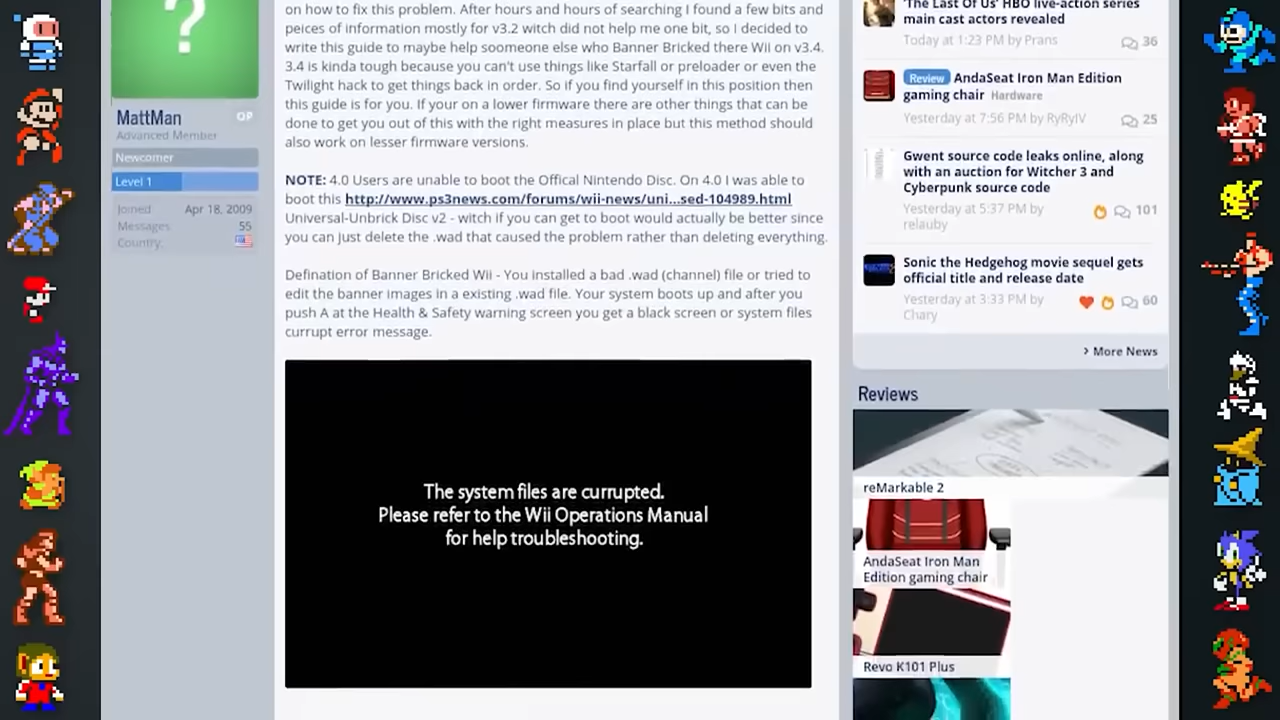 on how to fix this problem. After hours and hours of searching I found a few bits and
peices of information mostly for v3.2 witch did not help me one bit, so I decided to
write this guide to maybe help soomeone else who Banner Bricked there Wii on v3.4.
3.4 is kinda tough because you can't use things like Starfall or preloader or even the
Twilight hack to get things back in order. So if you find yourself in this position then
this guide is for you. If your on a lower firmware there are other things that can be
done to get you out of this with the right measures in place but this method should
also work on lesser firmware versions.
NOTE: 4.0 Users are unable to boot the Offical Nintendo Disc. On 4.0 I was able to
boot this http://www.ps3news.com/forums/wii-news/uni...sed-104989.html
Universal-Unbrick Disc v2 - witch if you can get to boot would actually be better since
you can just delete the .wad that caused the problem rather than deleting everything.
Defination of Banner Bricked Wii - You installed a bad .wad (channel) file or tried to
edit the banner images in a existing .wad file. Your system boots up and after you
push A at the Health & Safety warning screen you get a black screen or system files
currupt error message.
The system files are currupted.
Please refer to the Wii Operations Manual
for help troubleshooting.
?
MattMan
OP
Advanced Member
Newcomer
Level 1
Joined: Apr 18, 2009
Messages: 55
Country:
'The Last Of Us' HBO live-action series
main cast actors revealed
Today at 1:23 PM by Prans
36
Review AndaSeat Iron Man Edition
gaming chair Hardware
Yesterday at 7:56 PM by RyRyIV
25
Gwent source code leaks online, along
with an auction for Witcher 3 and
Cyberpunk source code
Yesterday at 5:37 PM by
relauby
101
Sonic the Hedgehog movie sequel gets
official title and release date
Yesterday at 3:33 PM by
Chary
60
› More News
Reviews
reMarkable 2
AndaSeat Iron Man
Edition gaming chair
Revo K101 Plus